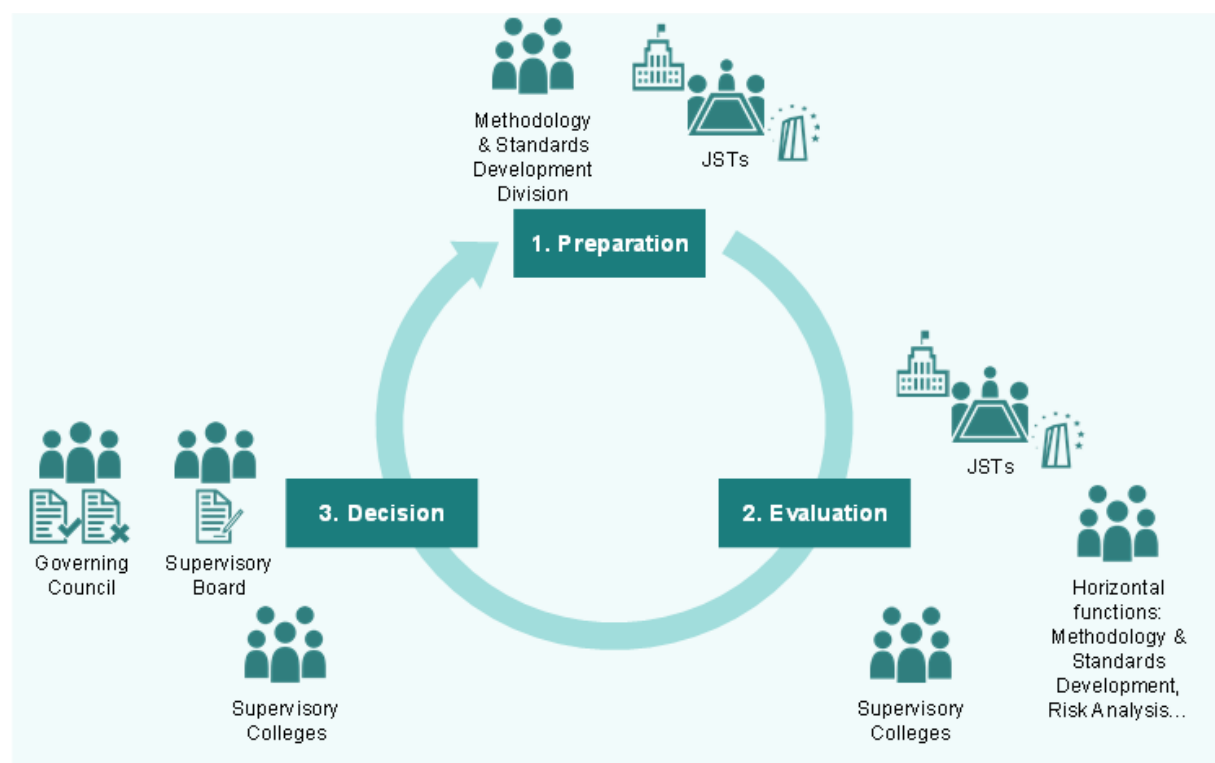 Methodology
& Standards
Development
Division
JSTs
1. Preparation
JSTs
2. Evaluation
Horizontal
functions:
Methodology &
Standards
Development,
Risk Analysis...
Supervisory
Colleges
3. Decision
Governing
Council
Supervisory
Board
Supervisory
Colleges